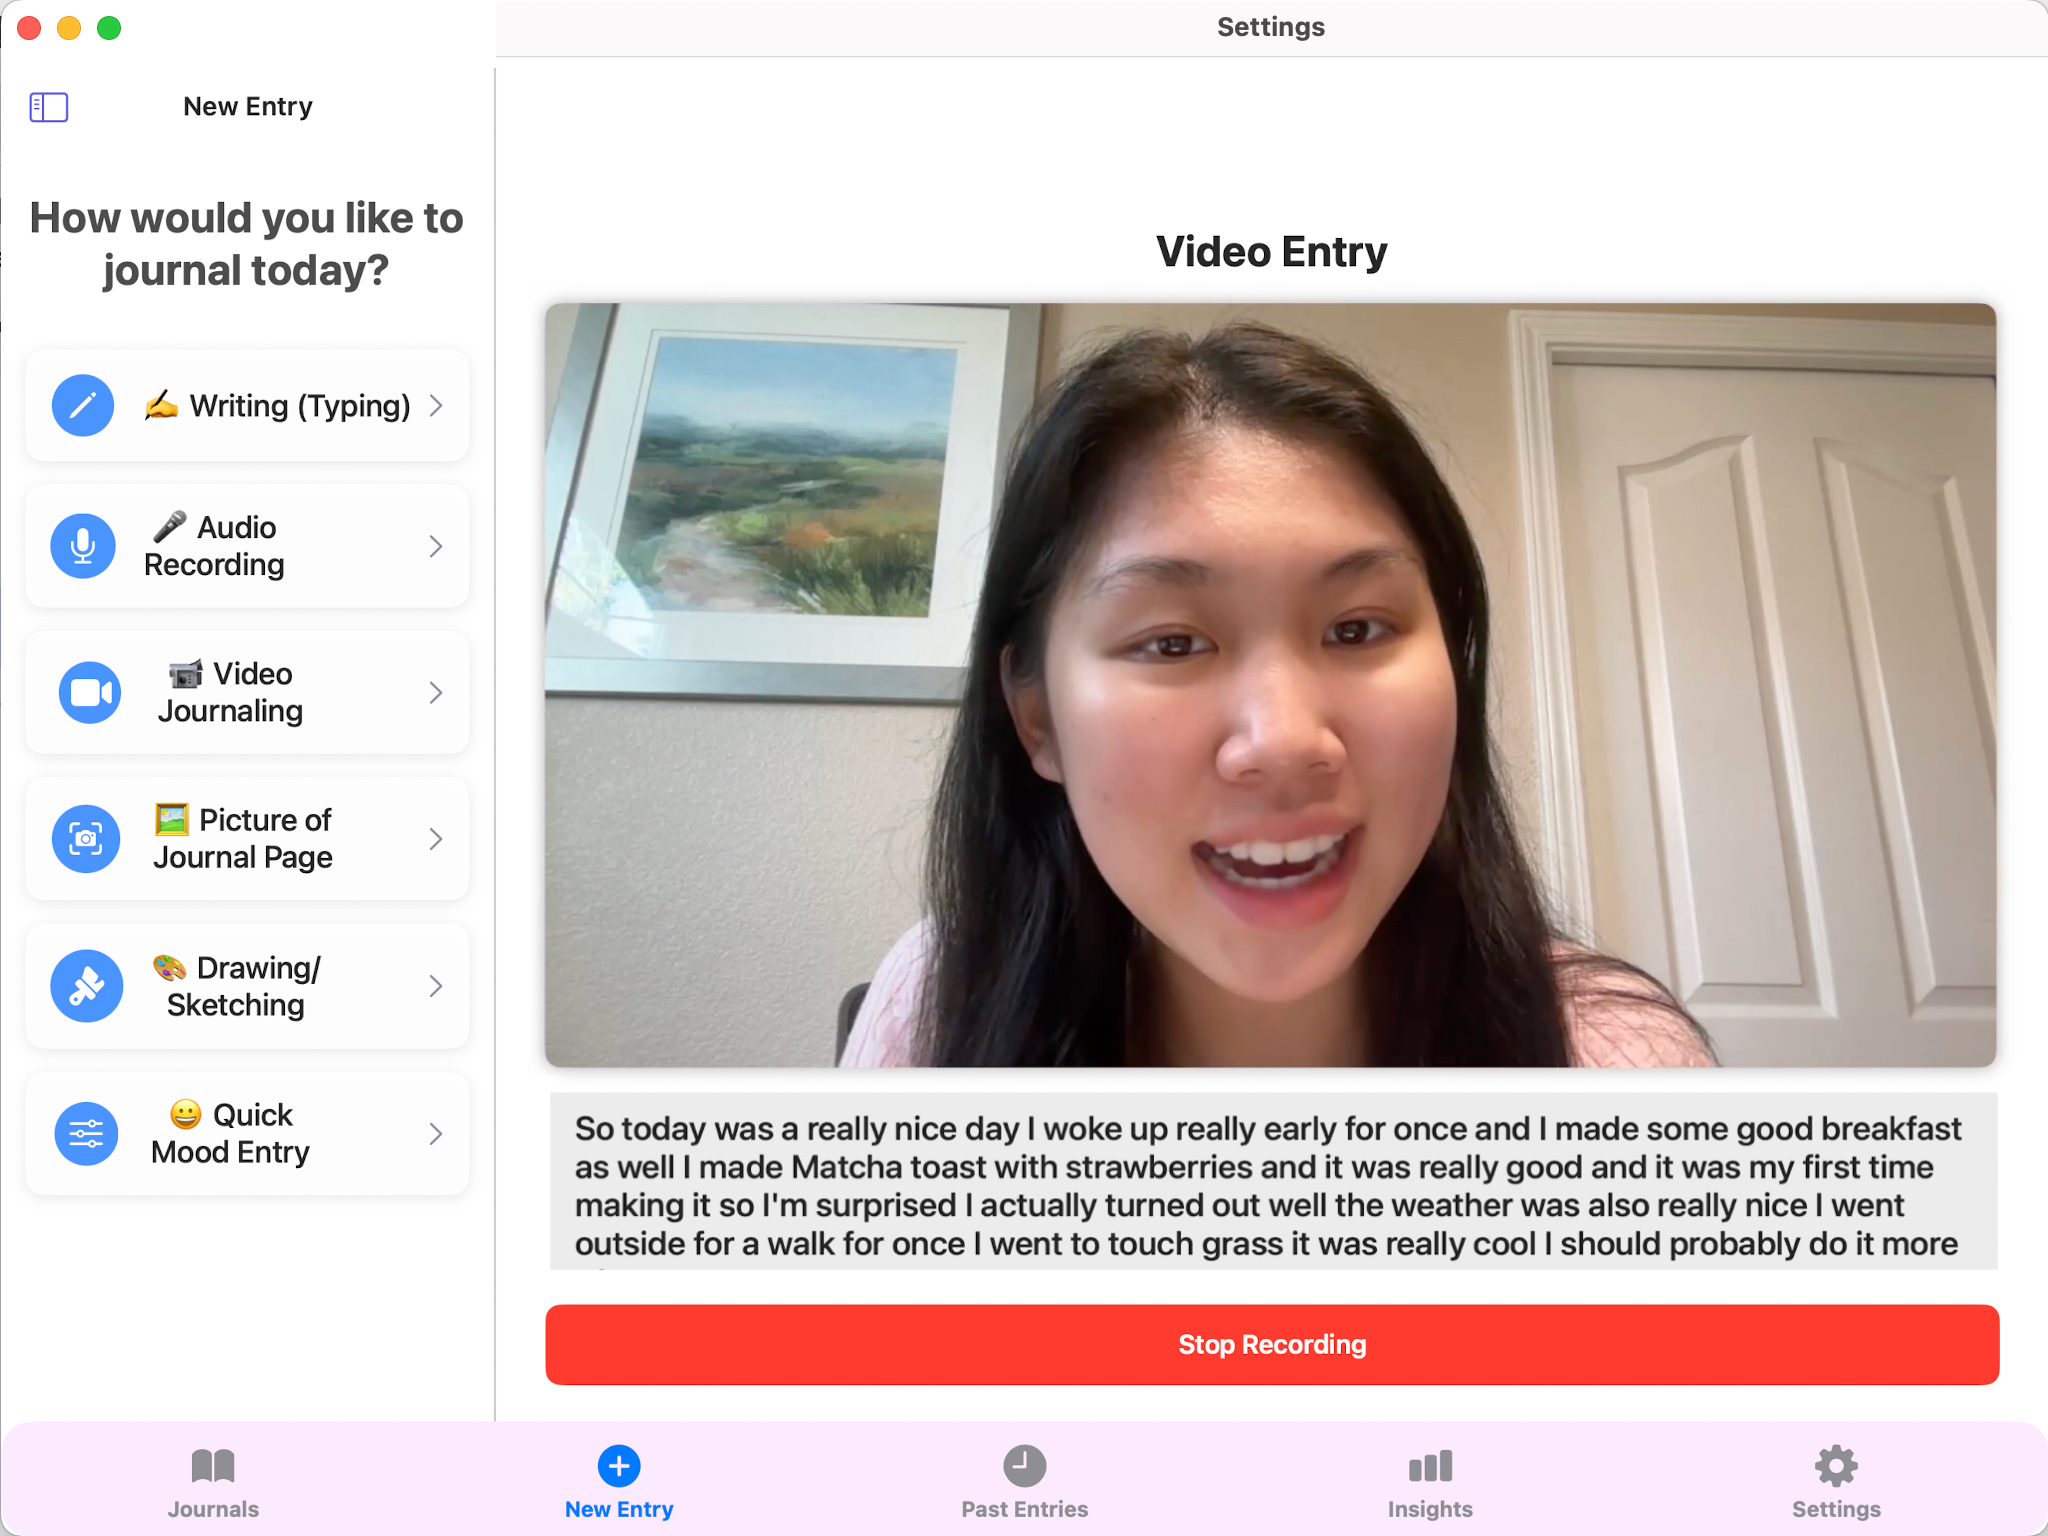 Settings
New Entry
How would you like to
journal today?
✍️ Writing (Typing)
🎤 Audio
Recording
📹 Video
Journaling
🖼️ Picture of
Journal Page
🎨 Drawing/
Sketching
😀 Quick
Mood Entry
Video Entry
So today was a really nice day I woke up really early for once and I made some good breakfast
as well I made Matcha toast with strawberries and it was really good and it was my first time
making it so I'm surprised I actually turned out well the weather was also really nice I went
outside for a walk for once I went to touch grass it was really cool I should probably do it more
Stop Recording
Journals
New Entry
Past Entries
Insights
Settings